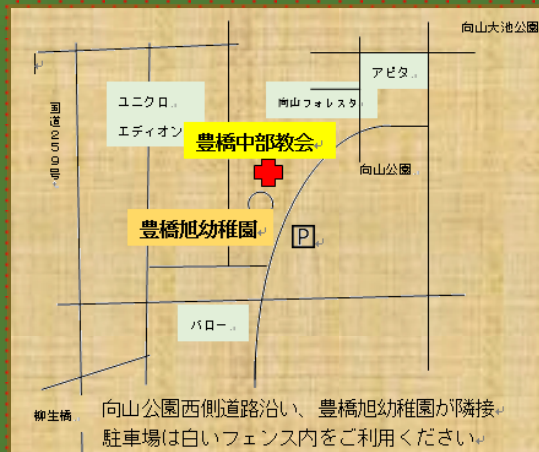 向山大池公園
アピタ
ユニクロ
エディオン
向山フォレスタ
国道259号
豊橋中部教会
向山公園
豊橋旭幼稚園
P
バロー
柳生橋
向山公園西側道路沿い、豊橋旭幼稚園が隣接
駐車場は白いフェンス内をご利用ください